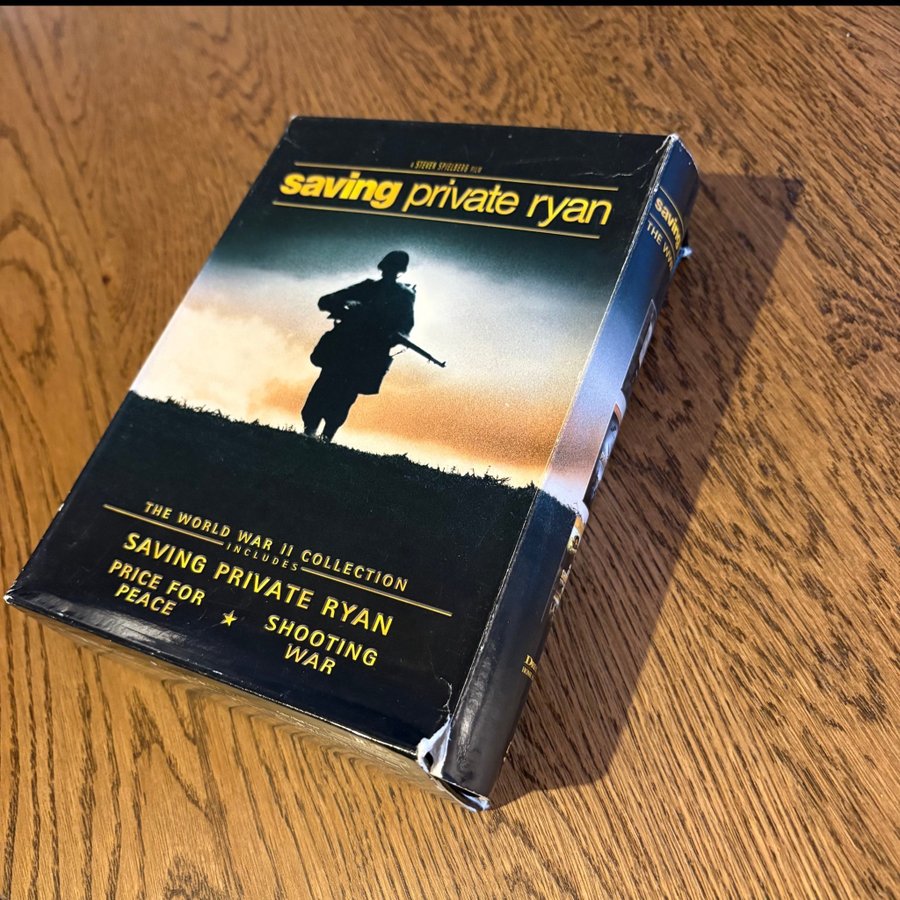 A STEVEN SPIELBERG FILM
saving private ryan
THE WORLD WAR II COLLECTION
INCLUDES
SAVING PRIVATE RYAN
PRICE FOR
PEACE
★
SHOOTING
WAR
saving
THE